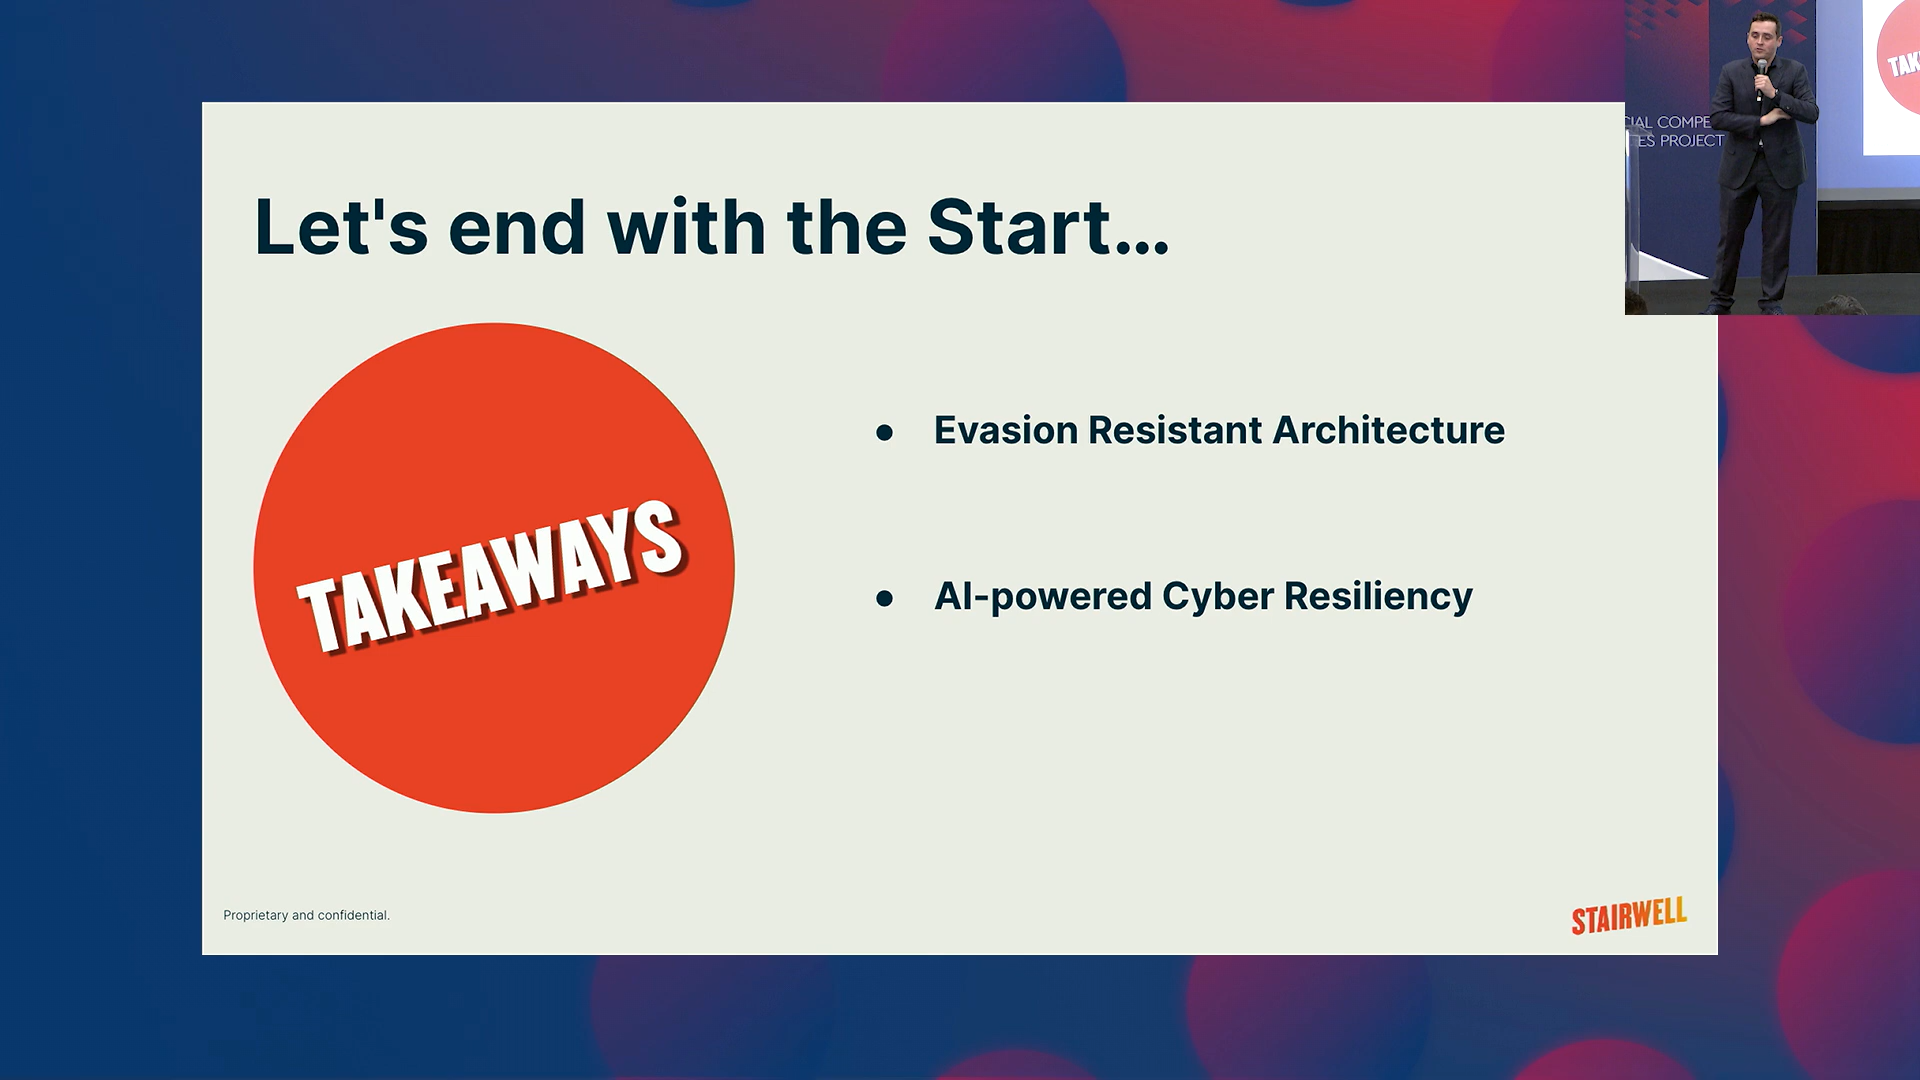 Let's end with the Start...
TAKEAWAYS
● Evasion Resistant Architecture
● AI-powered Cyber Resiliency
Proprietary and confidential.
STAIRWELL
CIAL COMPE
ES PROJECT
TAK